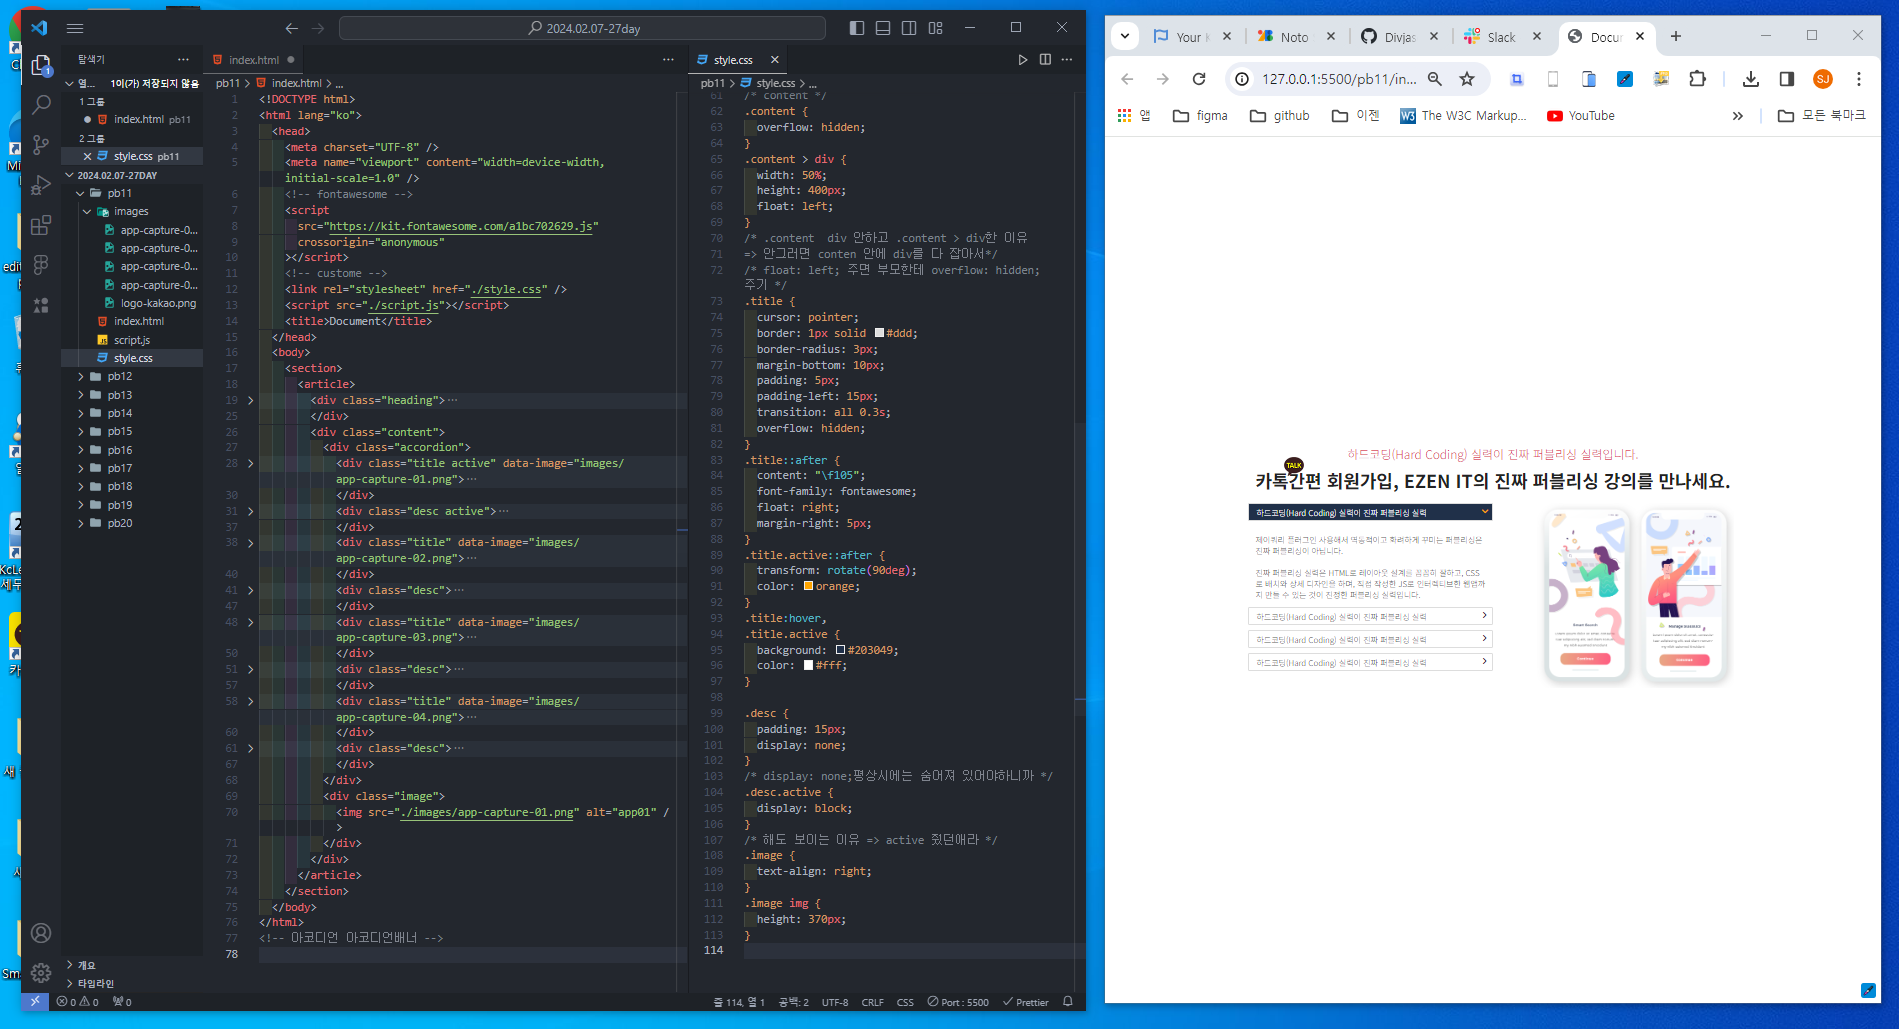 2024.02.07-27day
탐색기
열...
1이(가) 저장되지 않음
1 그룹
index.html pb11
2 그룹
style.css pb11
2024.02.07-27DAY
pb11
images
app-capture-0...
app-capture-0...
app-capture-0...
app-capture-0...
logo-kakao.png
index.html
script.js
style.css
pb12
pb13
pb14
pb15
pb16
pb17
pb18
pb19
pb20
개요
타임라인
index.html
pb11 > index.html > ...
1 <!DOCTYPE html>
2 <html lang="ko">
3 <head>
4 <meta charset="UTF-8" />
5 <meta name="viewport" content="width=device-width,
initial-scale=1.0" />
6 <!-- fontawesome -->
7 <script
8 src="https://kit.fontawesome.com/a1bc702629.js"
9 crossorigin="anonymous"
10 ></script>
11 <!-- custome -->
12 <link rel="stylesheet" href="./style.css" />
13 <script src="./script.js"></script>
14 <title>Document</title>
15 </head>
16 <body>
17 <section>
18 <article>
19 <div class="heading">...
25 </div>
26 <div class="content">
27 <div class="accordion">
28 <div class="title active" data-image="images/
app-capture-01.png">...
30 </div>
31 <div class="desc active">...
37 </div>
38 <div class="title" data-image="images/
app-capture-02.png">...
40 </div>
41 <div class="desc">...
47 </div>
48 <div class="title" data-image="images/
app-capture-03.png">...
50 </div>
51 <div class="desc">...
57 </div>
58 <div class="title" data-image="images/
app-capture-04.png">...
60 </div>
61 <div class="desc">...
67 </div>
68 </div>
69 <div class="image">
70 <img src="./images/app-capture-01.png" alt="app01" /
>
71 </div>
72 </div>
73 </article>
74 </section>
75 </body>
76 </html>
77 <!-- 아코디언 아코디언배너 -->
78
style.css
pb11 > style.css > ...
61 /* content */
62 .content {
63 overflow: hidden;
64 }
65 .content > div {
66 width: 50%;
67 height: 400px;
68 float: left;
69 }
70 /* .content  div 안하고 .content > div한 이유
71 => 안그러면 conten 안에 div를 다 잡아서*/
72 /* float: left; 주면 부모한테 overflow: hidden;
주기 */
73 .title {
74 cursor: pointer;
75 border: 1px solid #ddd;
76 border-radius: 3px;
77 margin-bottom: 10px;
78 padding: 5px;
79 padding-left: 15px;
80 transition: all 0.3s;
81 overflow: hidden;
82 }
83 .title::after {
84 content: "\f105";
85 font-family: fontawesome;
86 float: right;
87 margin-right: 5px;
88 }
89 .title.active::after {
90 transform: rotate(90deg);
91 color: orange;
92 }
93 .title:hover,
94 .title.active {
95 background: #203049;
96 color: #fff;
97 }
98
99 .desc {
100 padding: 15px;
101 display: none;
102 }
103 /* display: none;평상시에는 숨어져 있어야하니까 */
104 .desc.active {
105 display: block;
106 }
107 /* 해도 보이는 이유 => active 줬던애라 */
108 .image {
109 text-align: right;
110 }
111 .image img {
112 height: 370px;
113 }
114
0 0 0
줄 114, 열 1 공백: 2 UTF-8 CRLF CSS Port : 5500 Prettier
Your
Noto
Divjas
Slack
Docu
127.0.0.1:5500/pb11/in...
SJ
앱
figma
github
이젠
The W3C Markup...
YouTube
모든 북마크
하드코딩(Hard Coding) 실력이 진짜 퍼블리싱 실력입니다.
TALK
카톡간편 회원가입, EZEN IT의 진짜 퍼블리싱 강의를 만나세요.
하드코딩(Hard Coding) 실력이 진짜 퍼블리싱 실력
제이쿼리 플러그인 사용해서 역동적이고 화려하게 꾸미는 퍼블리싱은
진짜 퍼블리싱이 아닙니다.
진짜 퍼블리싱 실력은 HTML로 레이아웃 설계를 꼼꼼히 잘하고, CSS
로 배치와 상세 디자인을 하며, 직접 작성한 JS로 인터랙티브한 웹앱까
지 만들 수 있는 것이 진정한 퍼블리싱 실력입니다.
하드코딩(Hard Coding) 실력이 진짜 퍼블리싱 실력
하드코딩(Hard Coding) 실력이 진짜 퍼블리싱 실력
하드코딩(Hard Coding) 실력이 진짜 퍼블리싱 실력